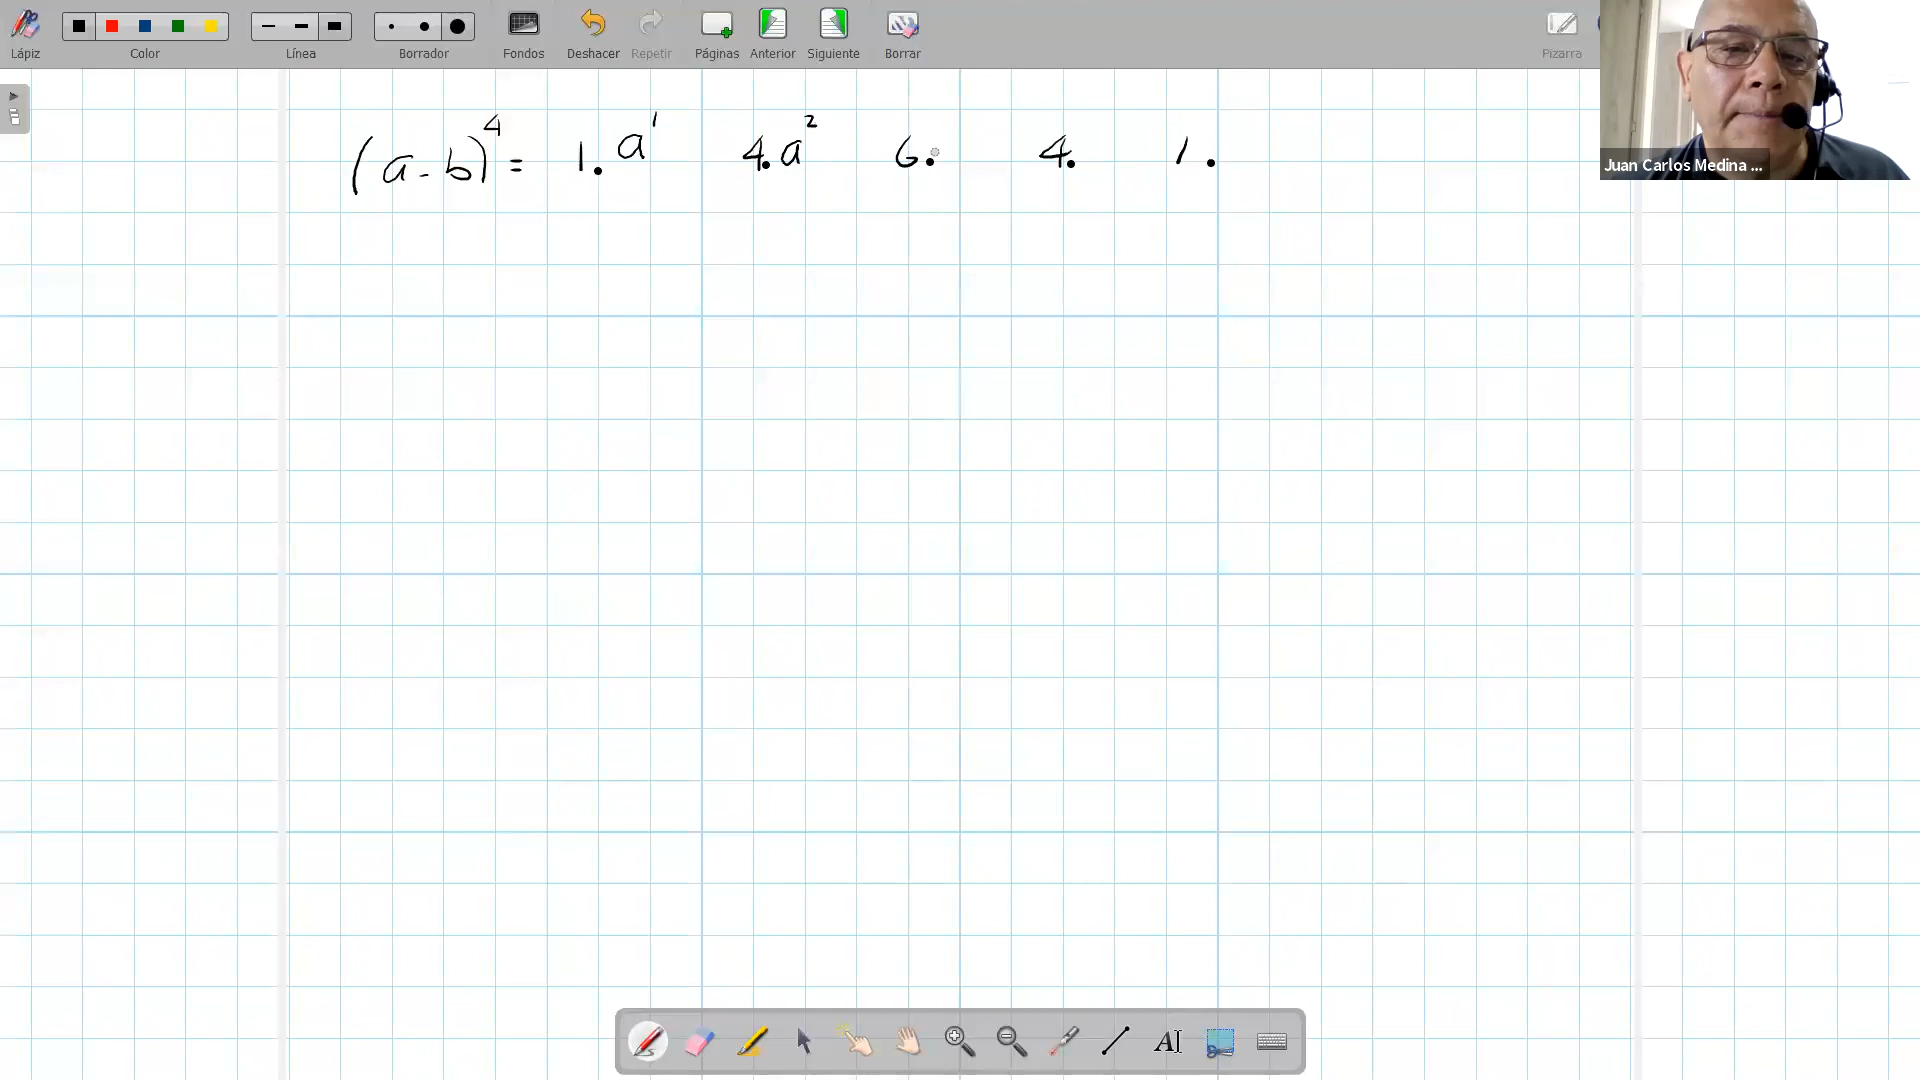 Lápiz Color Línea Borrador Fondos Deshacer Repetir Páginas Anterior Siguiente Borrar Pizarra
(a - b)⁴ = 1. a¹ 4. a² 6. 4. 1.
Juan Carlos Medina ...
A